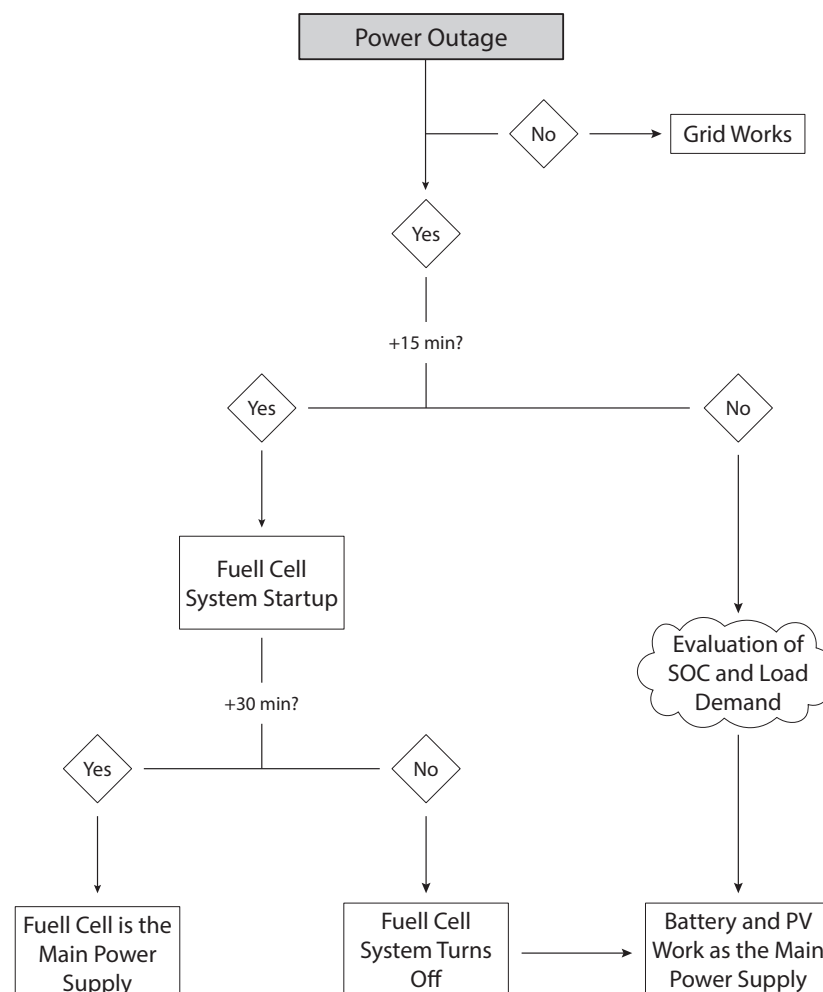 Power Outage
No
Grid Works
Yes
+15 min?
Yes
No
Fuell Cell
System Startup
Evaluation of
SOC and Load
Demand
+30 min?
Yes
No
Fuell Cell is the
Main Power
Supply
Fuell Cell
System Turns
Off
Battery and PV
Work as the Main
Power Supply